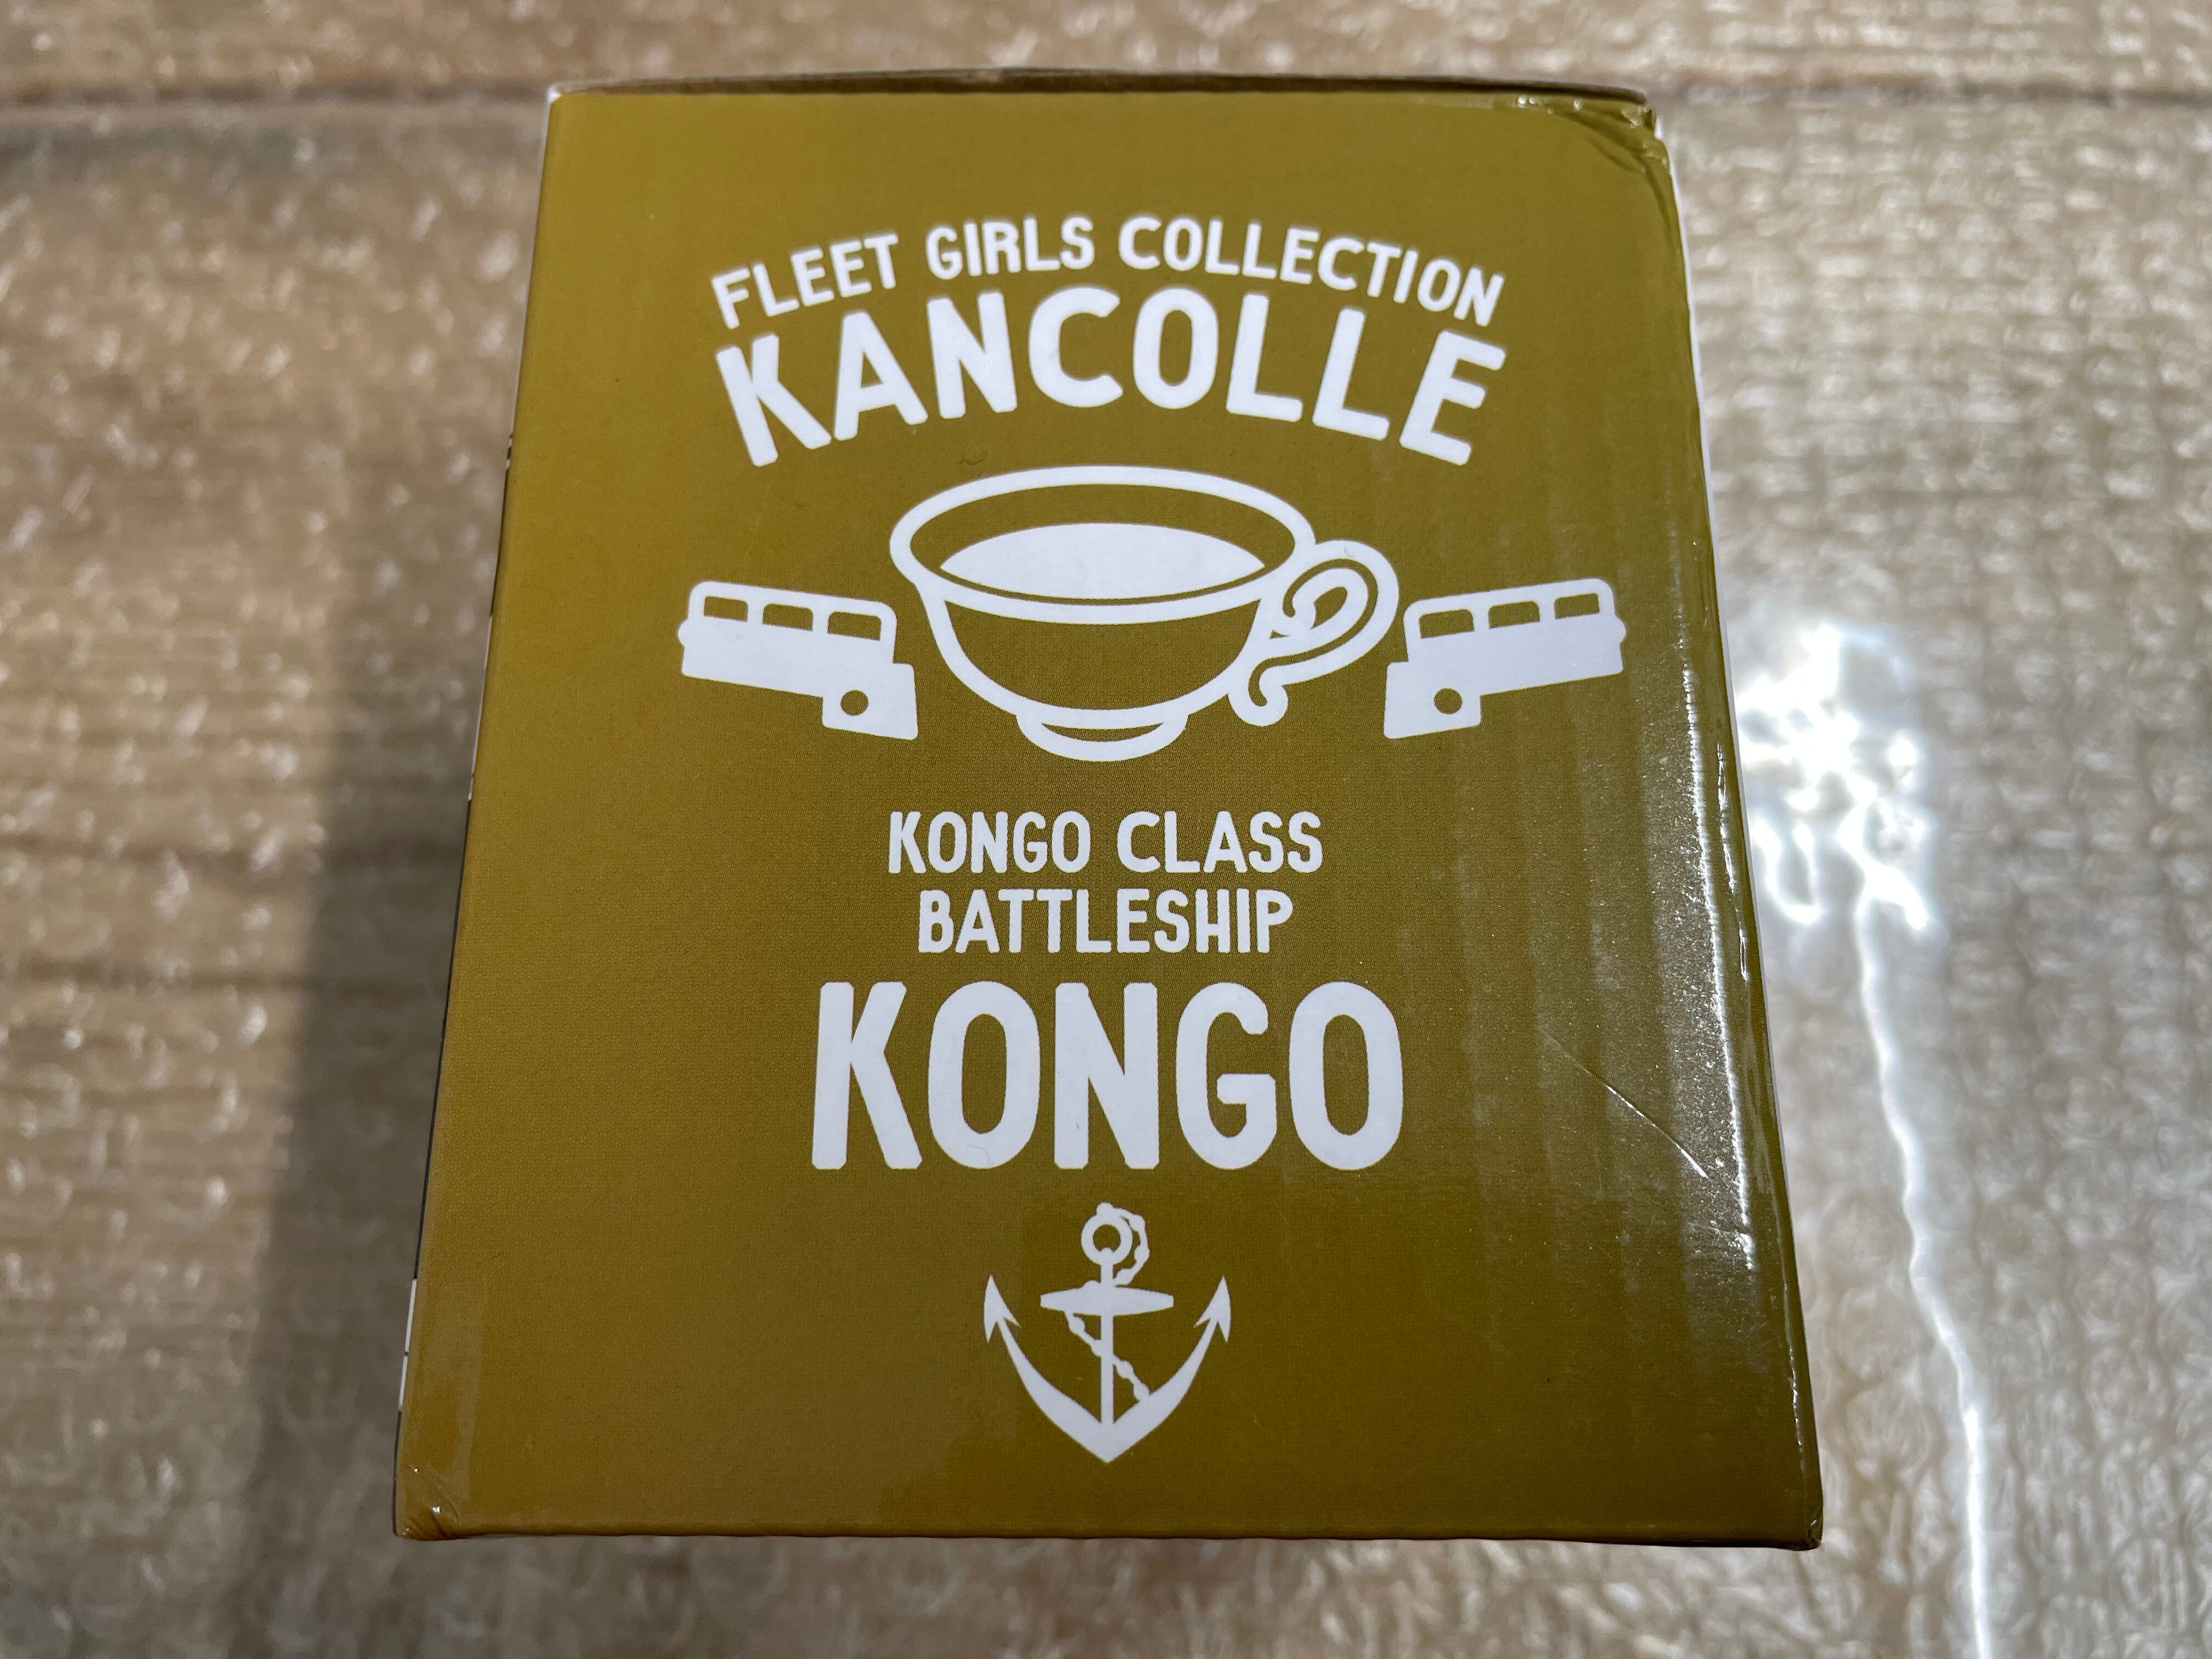 FLEET GIRLS COLLECTION
KANCOLLE
KONGO CLASS
BATTLESHIP
KONGO